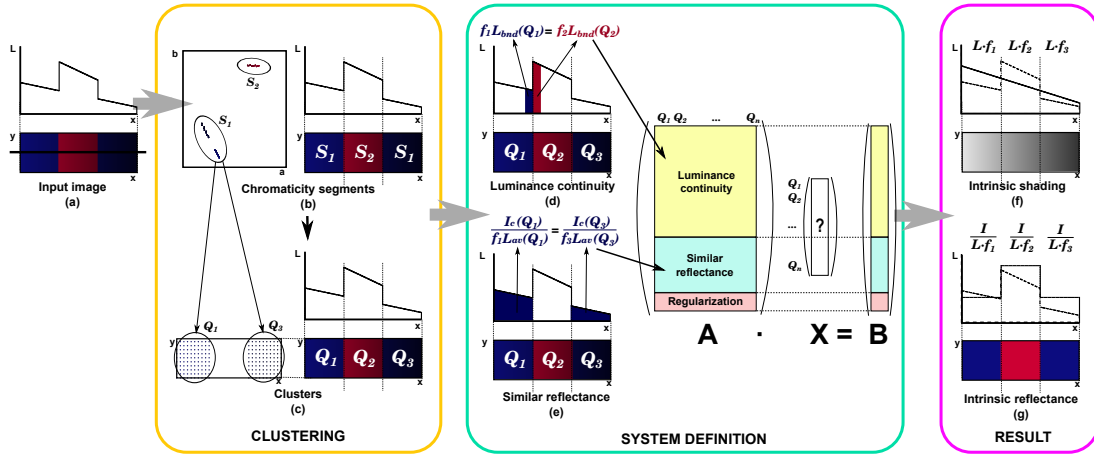 L
x
y
x
Input image
(a)
b
S2
S1
a
L
x
y
S1 S2 S1
x
Chromaticity segments
(b)
L
x
Q1 Q3
y
x
y
Q1 Q2 Q3
x
Clusters
(c)
CLUSTERING
f1Lbnd(Q1)= f2Lbnd(Q2)
L
x
y
Q1 Q2 Q3
x
Luminance continuity
(d)
Ic(Q1) = Ic(Q3)
f1Lav(Q1) f3Lav(Q3)
L
x
y
Q1 Q2 Q3
x
Similar reflectance
(e)
Q1 Q2 ... Qn
Luminance
continuity
Similar
reflectance
Regularization
Q1
Q2
...
Qn
?
A · X = B
SYSTEM DEFINITION
L·f1 L·f2 L·f3
L
x
y
x
Intrinsic shading
(f)
I I I
L·f1 L·f2 L·f3
L
x
y
x
Intrinsic reflectance
(g)
RESULT